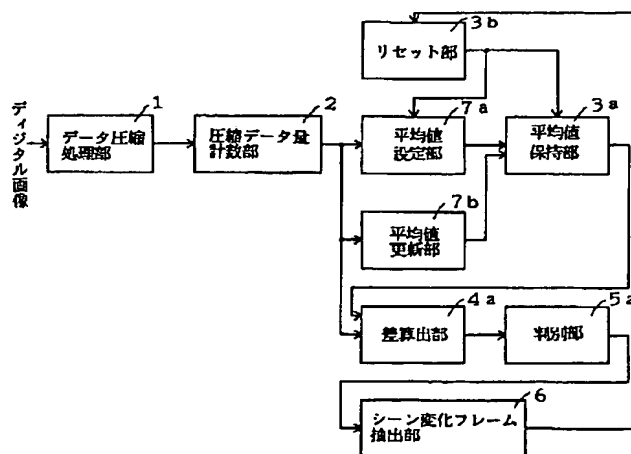 3b
リセット部
ディジタル画像
1
データ圧縮
処理部
2
圧縮データ量
計数部
7a
平均値
設定部
3a
平均値
保持部
7b
平均値
更新部
4a
差算出部
5a
判別部
6
シーン変化フレーム
抽出部